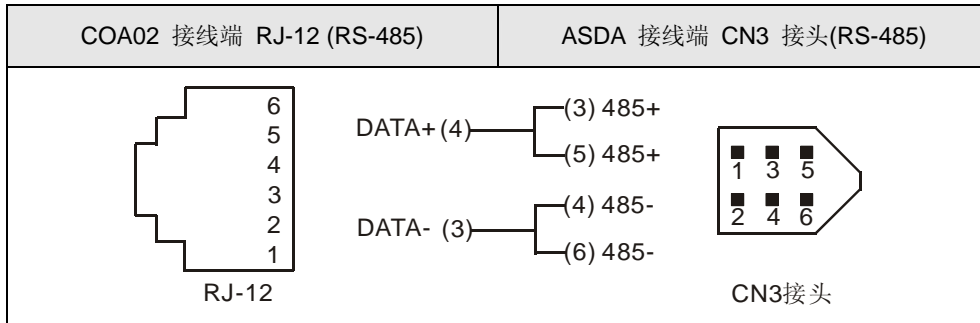 COA02 接线端 RJ-12 (RS-485)
ASDA 接线端 CN3 接头(RS-485)
6
5
4
3
2
1
RJ-12
DATA+ (4)
(3) 485+
(5) 485+
DATA- (3)
(4) 485-
(6) 485-
1 3 5
2 4 6
CN3接头